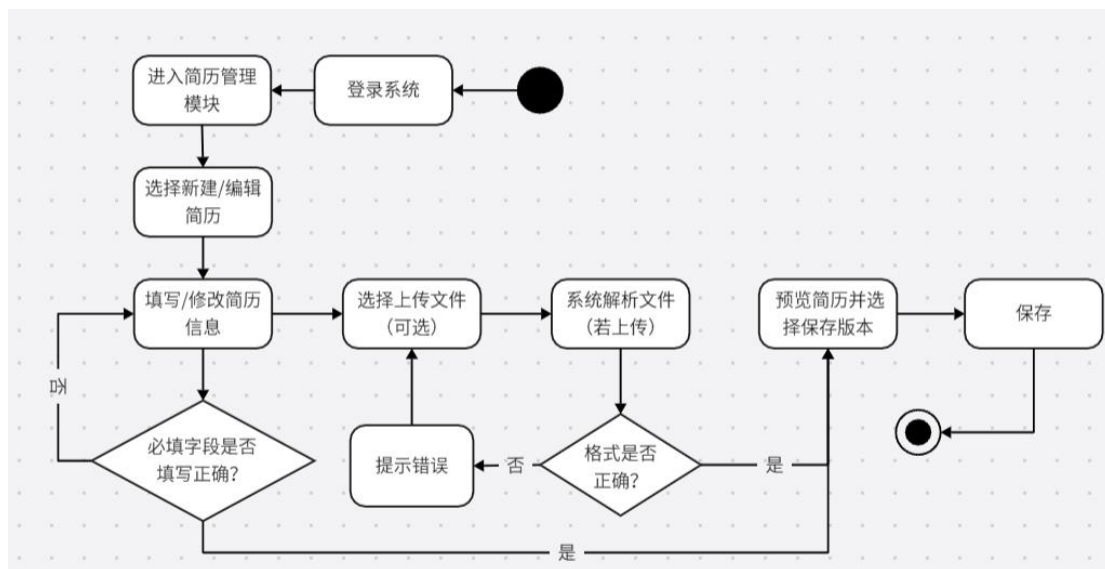 进入简历管理
模块
登录系统
选择新建/编辑
简历
填写/修改简历
信息
选择上传文件
（可选）
系统解析文件
（若上传）
预览简历并选
择保存版本
保存
否
必填字段是否
填写正确？
提示错误
否
格式是否
正确？
是
是